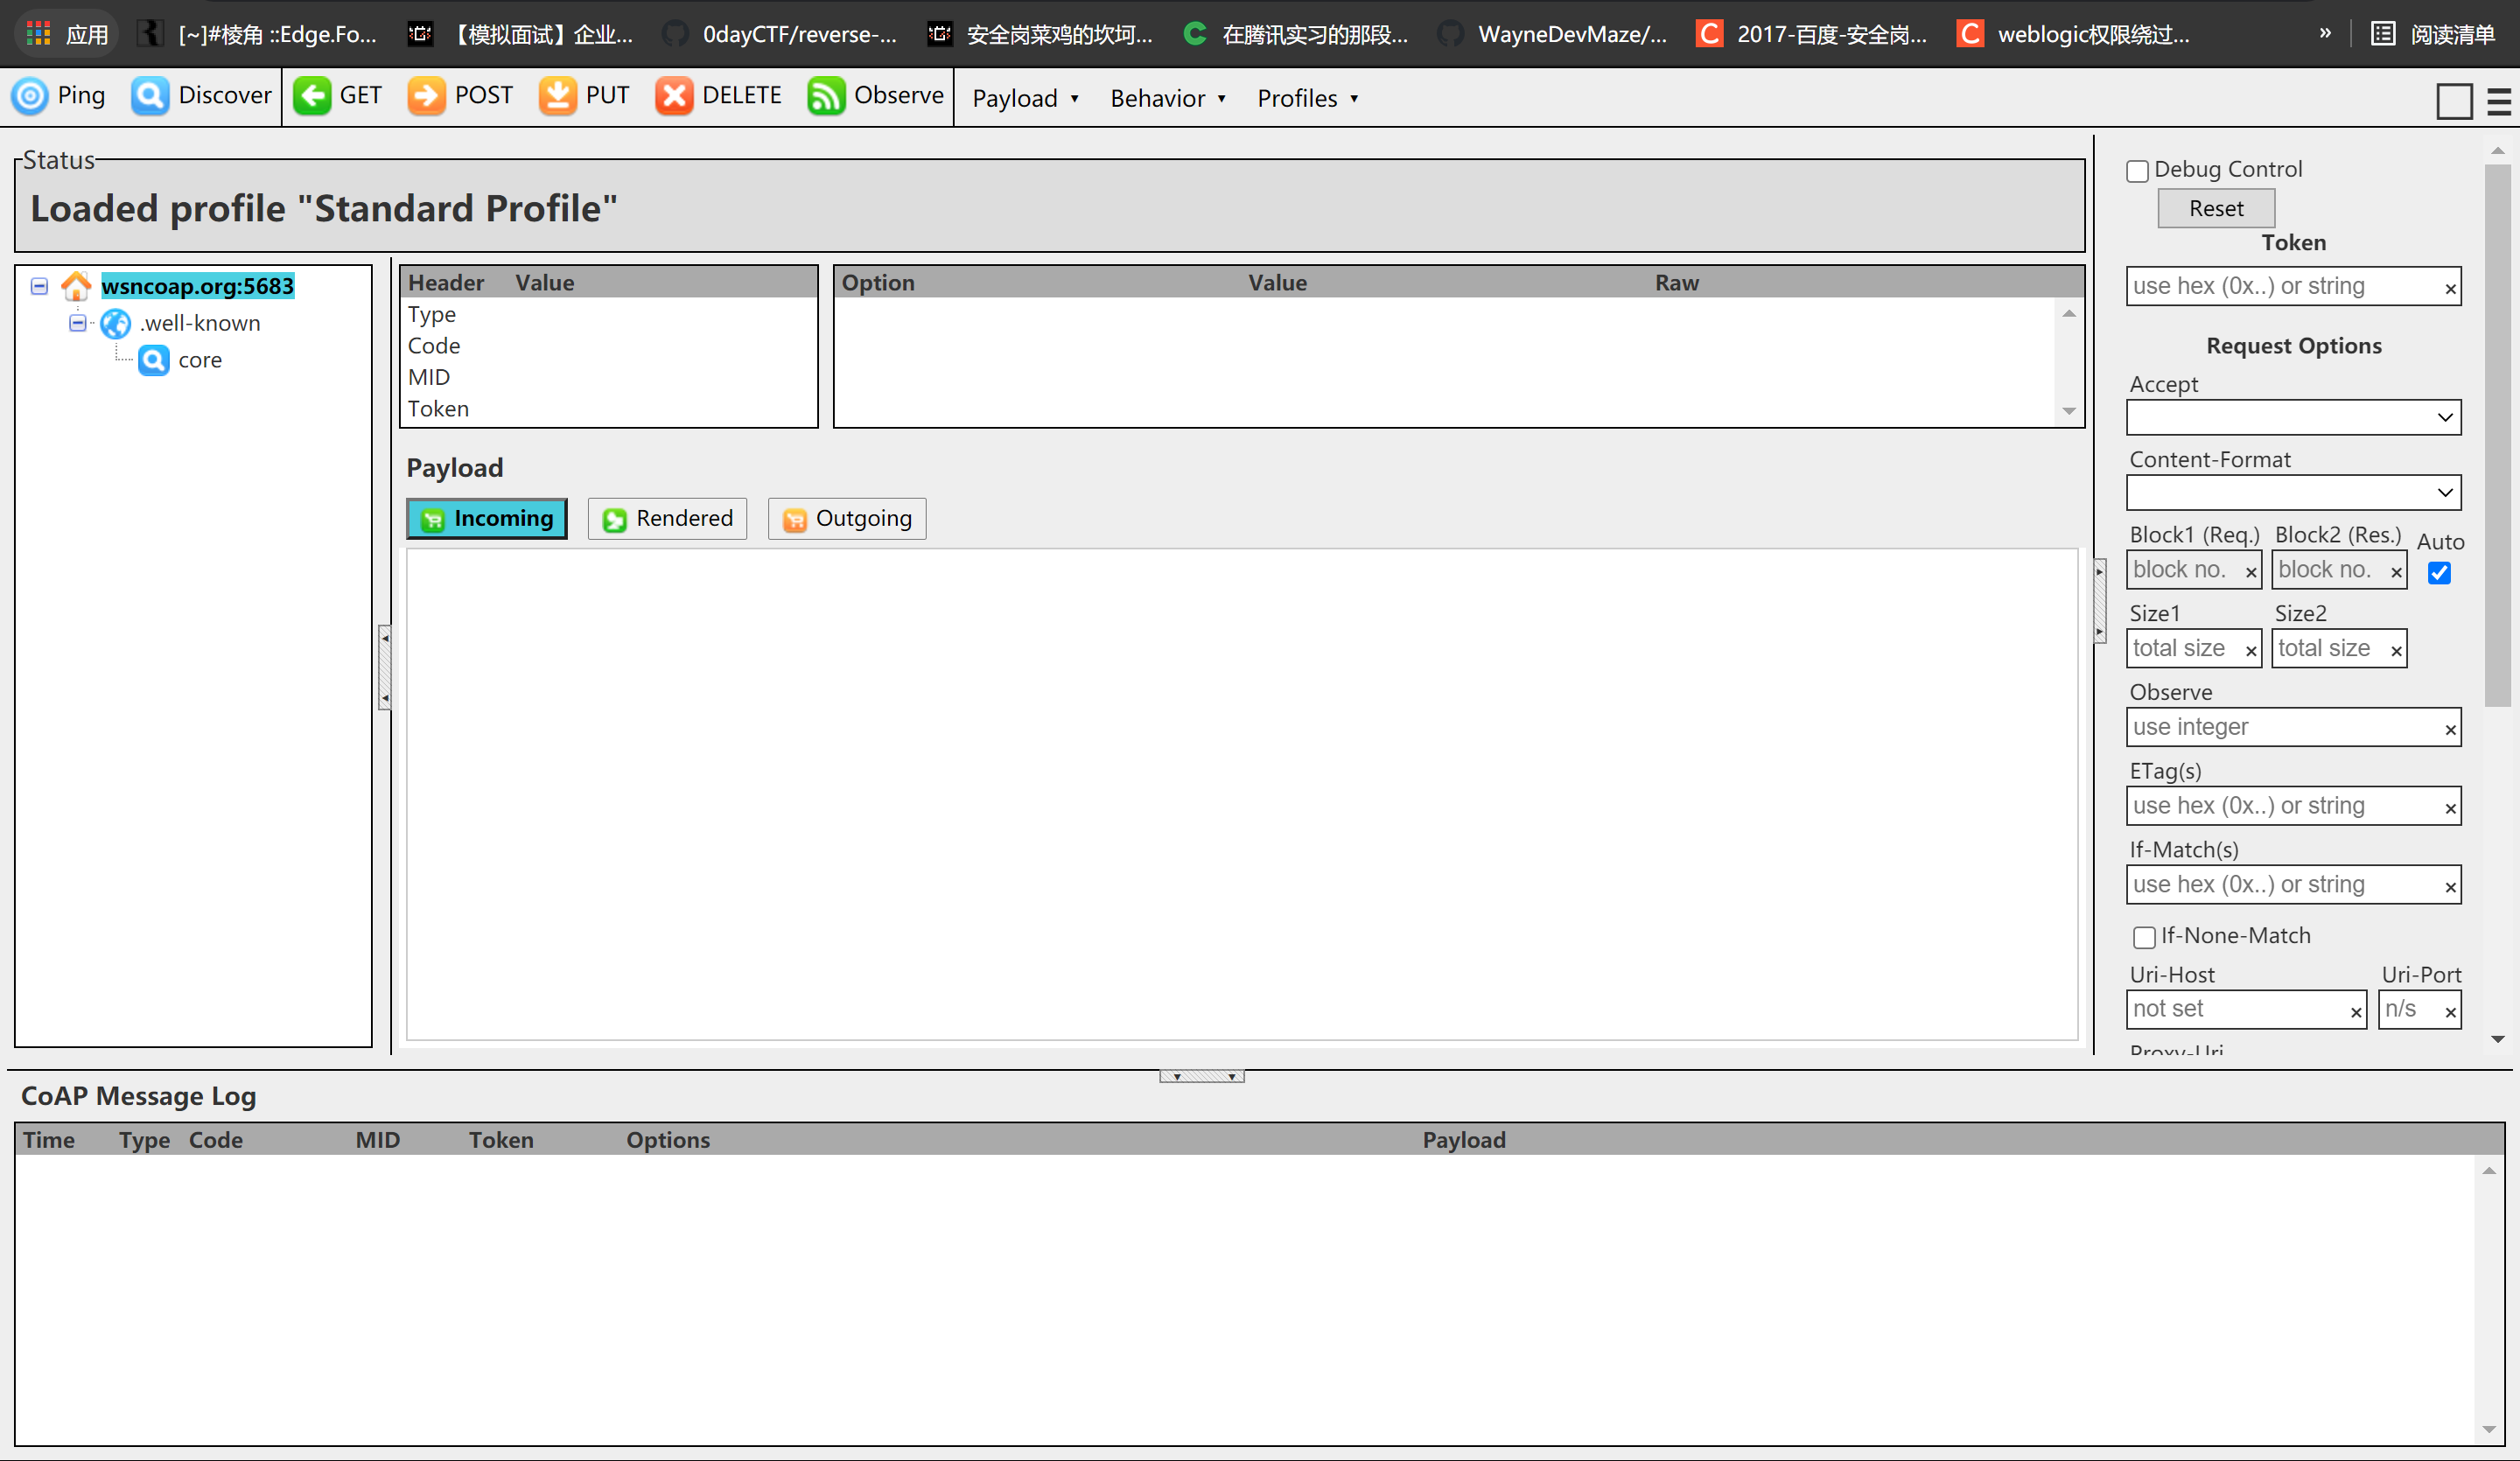 应用 [~]#棱角 ::Edge.Fo... 【模拟面试】企业... 0dayCTF/reverse-... 安全岗菜鸡的坎坷... 在腾讯实习的那段... WayneDevMaze/... 2017-百度-安全岗... weblogic权限绕过... » 阅读清单
Ping Discover GET POST PUT DELETE Observe Payload Behavior Profiles
Status
Loaded profile "Standard Profile"
wsncoap.org:5683
.well-known
core
Header Value
Type
Code
MID
Token
Option Value Raw
Payload
Incoming Rendered Outgoing
Debug Control
Reset
Token
use hex (0x..) or string ×
Request Options
Accept
Content-Format
Block1 (Req.) Block2 (Res.) Auto
block no. × block no. ×
Size1 Size2
total size × total size ×
Observe
use integer ×
ETag(s)
use hex (0x..) or string ×
If-Match(s)
use hex (0x..) or string ×
If-None-Match
Uri-Host Uri-Port
not set × n/s ×
Proxy-Uri
CoAP Message Log
Time Type Code MID Token Options Payload